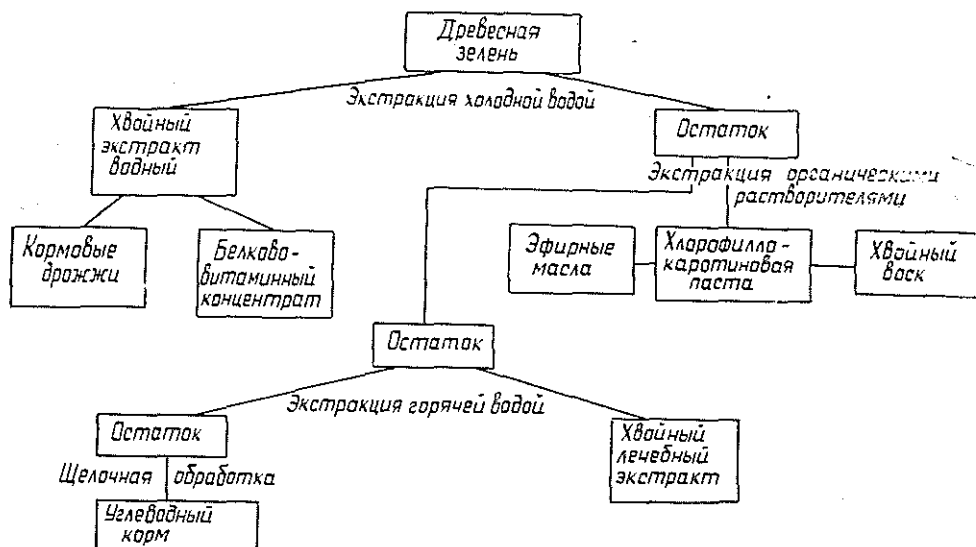 Древесная
зелень
Экстракция холодной водой
Хвойный
экстракт
водный
Остаток
Экстракция органическими
растворителями
Кормовые
дрожжи
Белково-
витаминный
концентрат
Эфирные
масла
Хлорофилло-
каротиновая
паста
Хвойный
воск
Остаток
Экстракция горячей водой
Остаток
Хвойный
лечебный
экстракт
Щелочная обработка
Углеводный
корм